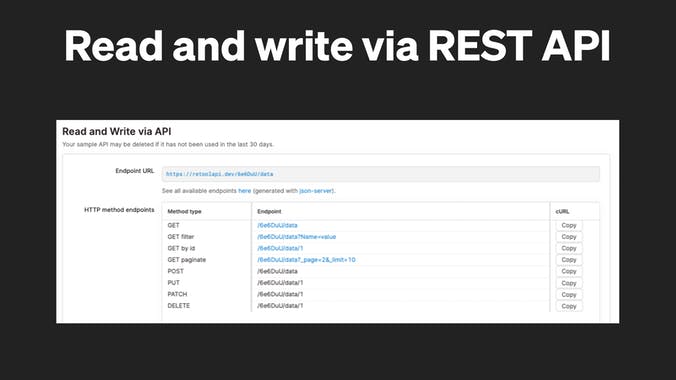 Read and write via REST API
Read and Write via API
Your sample API may be deleted if it has not been used in the last 30 days.
Endpoint URL https://retoolapi.dev/6e6DuU/data
See all available endpoints here (generated with json-server).
HTTP method endpoints Method type Endpoint cURL
GET /6e6DuU/data Copy
GET filter /6e6DuU/data?Name=value Copy
GET by id /6e6DuU/data/1 Copy
GET paginate /6e6DuU/data?_page=2&_limit=10 Copy
POST /6e6DuU/data Copy
PUT /6e6DuU/data/1 Copy
PATCH /6e6DuU/data/1 Copy
DELETE /6e6DuU/data/1 Copy